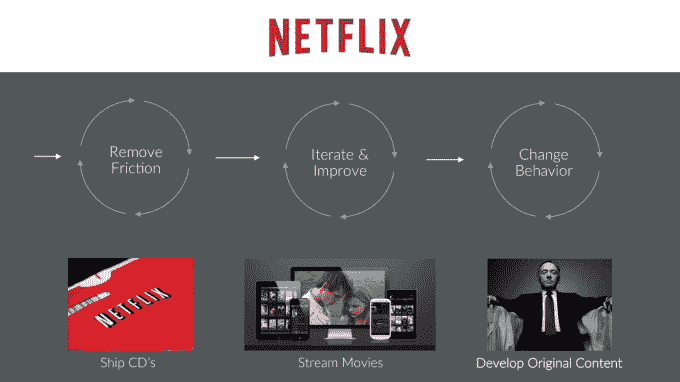 NETFLIX
Remove
Friction
Iterate &
Improve
Change
Behavior
NETFLIX
Ship CD's
Stream Movies
Develop Original Content